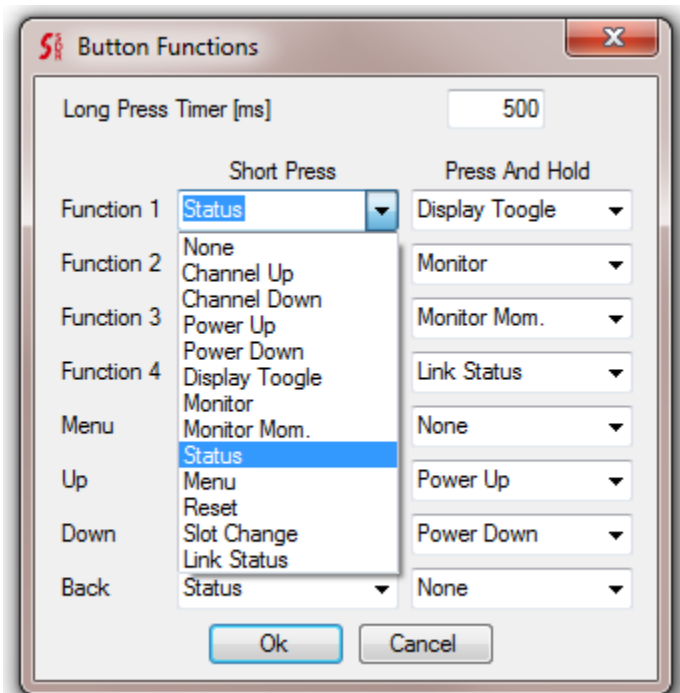 Button Functions
Long Press Timer [ms] 500
Short Press Press And Hold
Function 1 Status Display Toogle
None
Function 2 Channel Up Monitor
Channel Down
Function 3 Power Up Monitor Mom.
Power Down
Function 4 Display Toogle Link Status
Monitor
Menu Monitor Mom. None
Status
Up Menu Power Up
Reset
Down Slot Change Power Down
Link Status
Back Status None
Ok Cancel